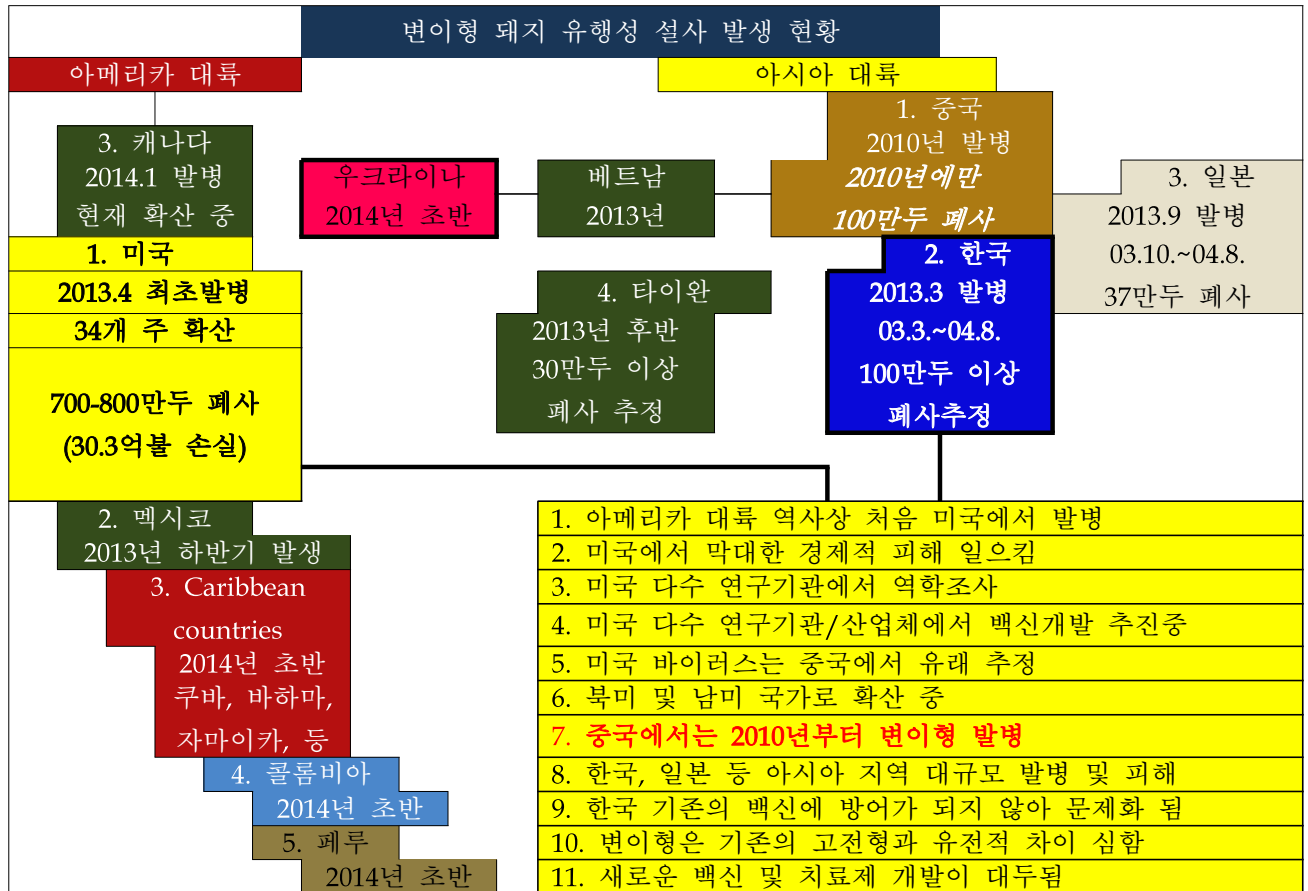 변이형 돼지 유행성 설사 발생 현황
아메리카 대륙
아시아 대륙
3. 캐나다
2014.1 발병
현재 확산 중
1. 미국
2013.4 최초발병
34개 주 확산
700-800만두 폐사
(30.3억불 손실)
2. 멕시코
2013년 하반기 발생
3. Caribbean
countries
2014년 초반
쿠바, 바하마,
자마이카, 등
4. 콜롬비아
2014년 초반
5. 페루
2014년 초반
우크라이나
2014년 초반
베트남
2013년
1. 중국
2010년 발병
2010년에만
100만두 폐사
3. 일본
2013.9 발병
03.10.~04.8.
37만두 폐사
4. 타이완
2013년 후반
30만두 이상
폐사 추정
2. 한국
2013.3 발병
03.3.~04.8.
100만두 이상
폐사추정
1. 아메리카 대륙 역사상 처음 미국에서 발병
2. 미국에서 막대한 경제적 피해 일으킴
3. 미국 다수 연구기관에서 역학조사
4. 미국 다수 연구기관/산업체에서 백신개발 추진중
5. 미국 바이러스는 중국에서 유래 추정
6. 북미 및 남미 국가로 확산 중
7. 중국에서는 2010년부터 변이형 발병
8. 한국, 일본 등 아시아 지역 대규모 발병 및 피해
9. 한국 기존의 백신에 방어가 되지 않아 문제화 됨
10. 변이형은 기존의 고전형과 유전적 차이 심함
11. 새로운 백신 및 치료제 개발이 대두됨